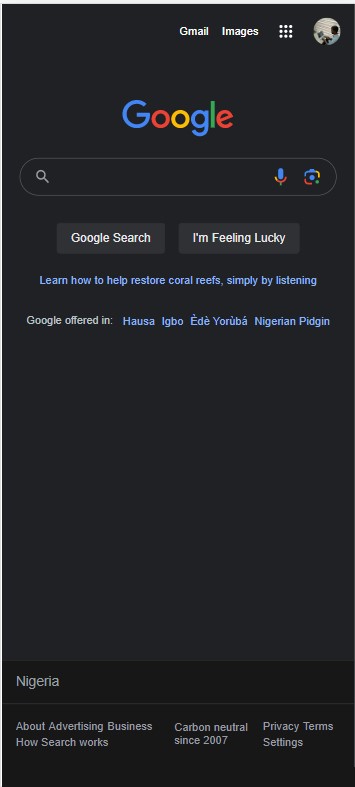 Gmail Images
Google
Google Search I'm Feeling Lucky
Learn how to help restore coral reefs, simply by listening
Google offered in: Hausa Igbo Èdè Yorùbá Nigerian Pidgin
Nigeria
About Advertising Business
How Search works
Carbon neutral
since 2007
Privacy Terms
Settings